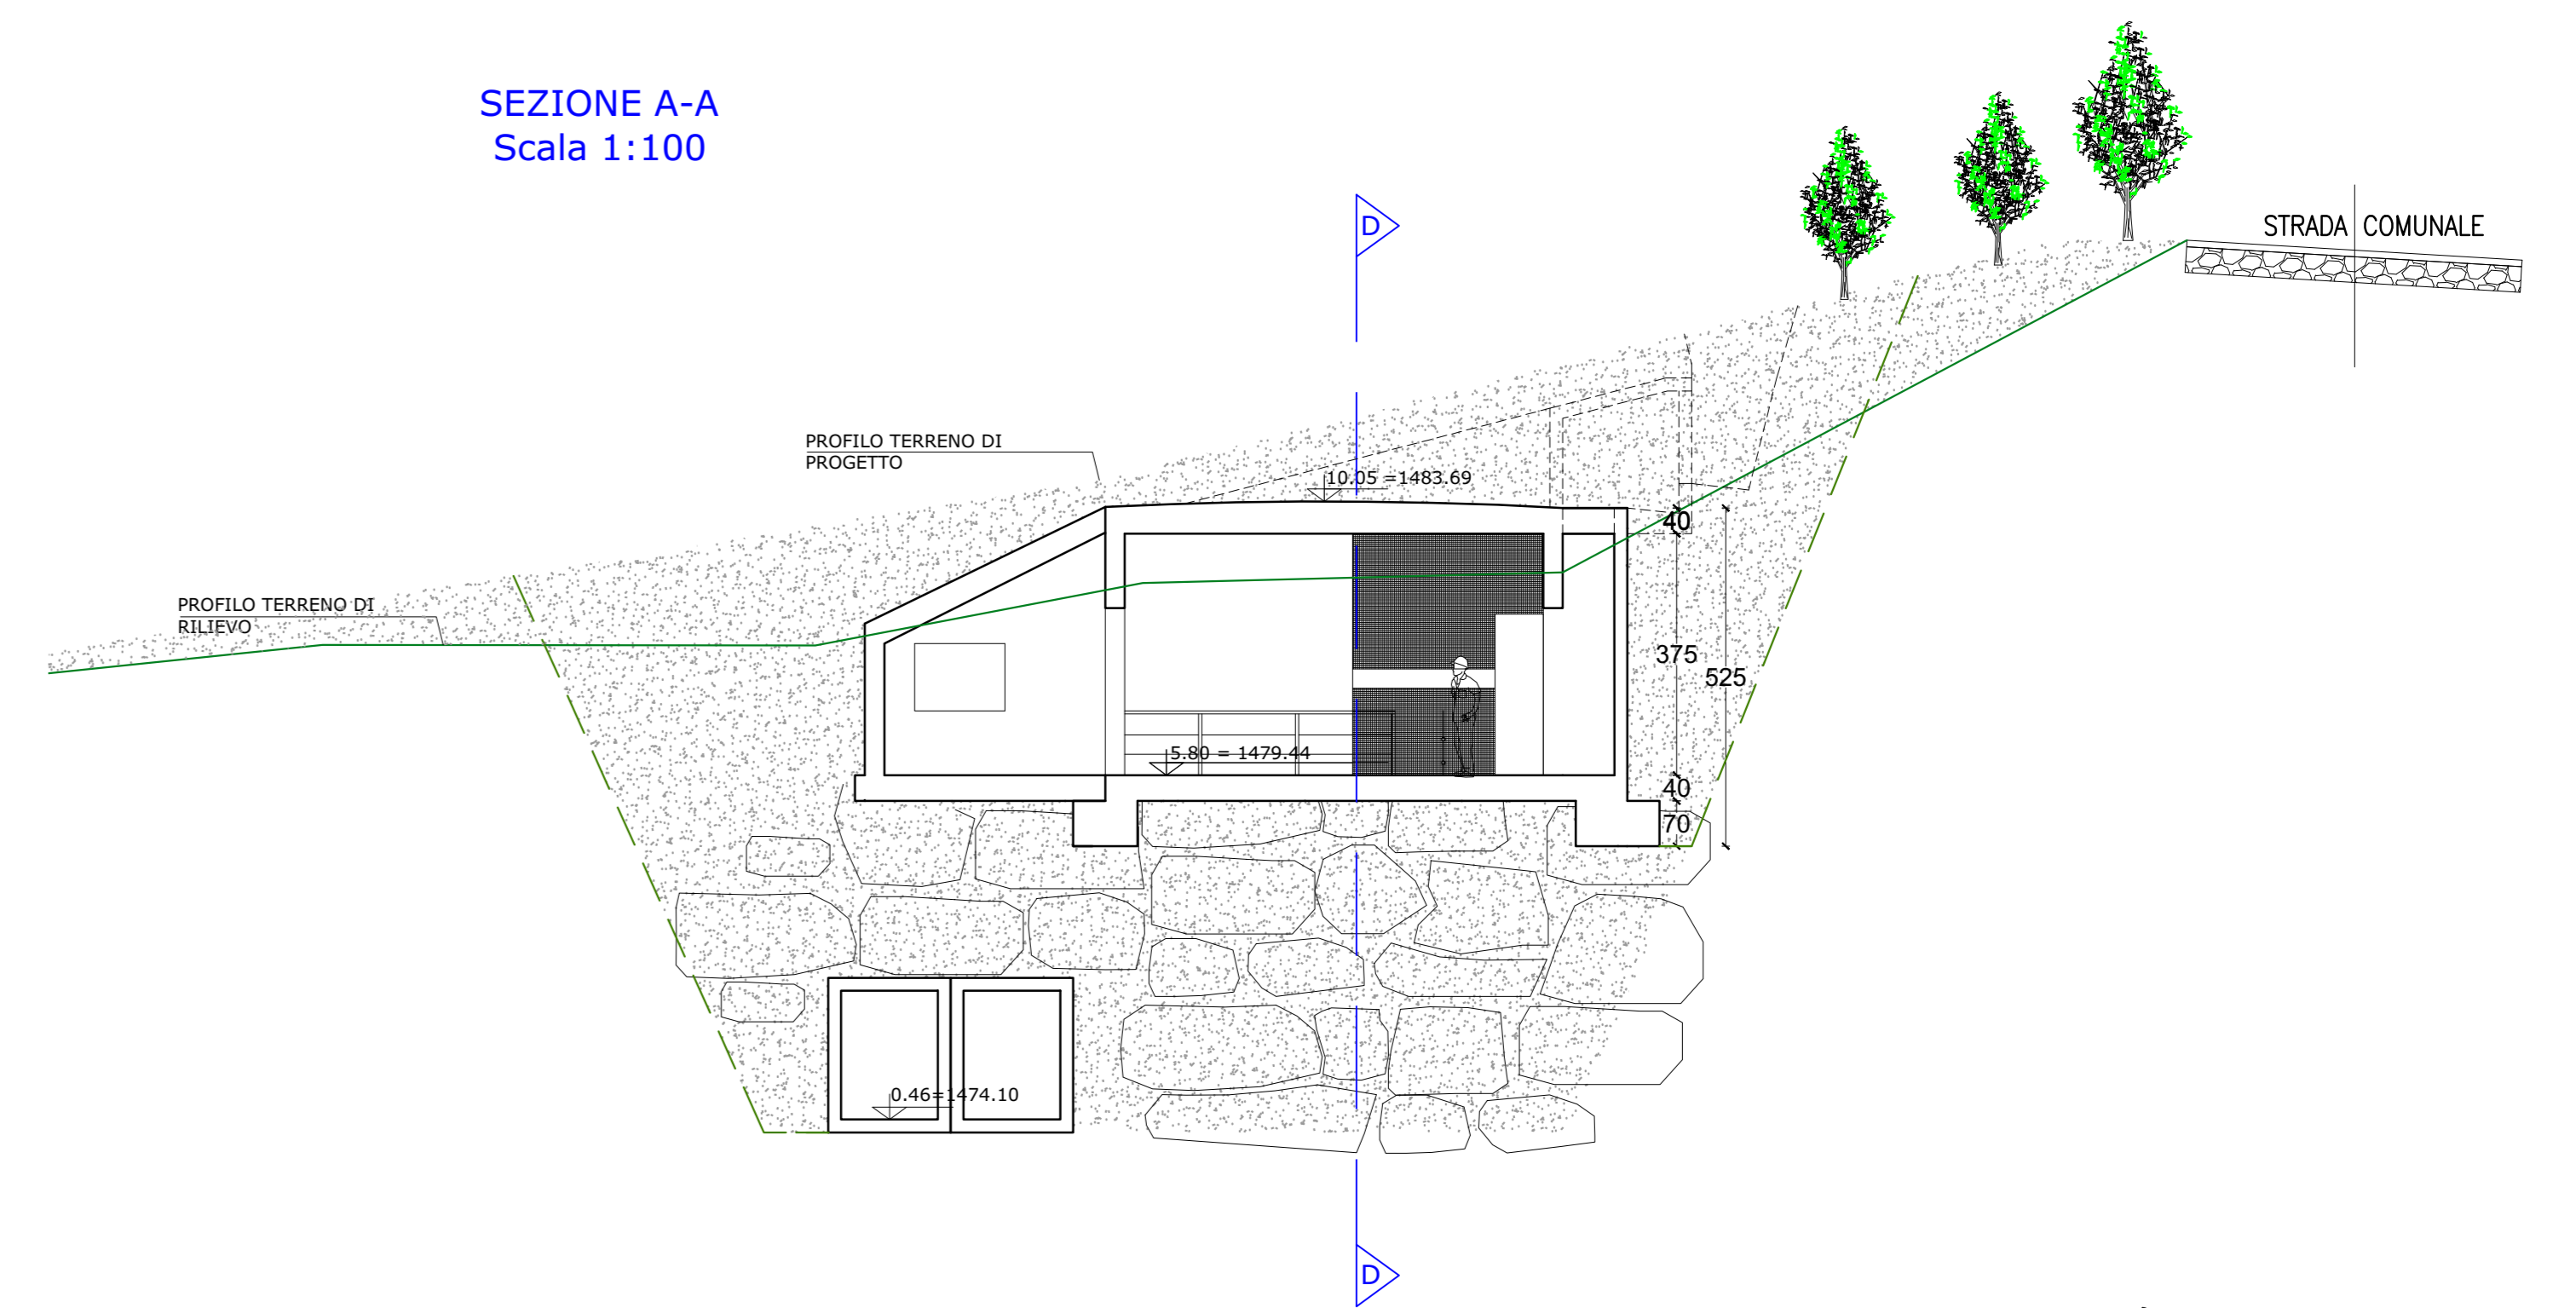 SEZIONE A-A
Scala 1:100
D
STRADA COMUNALE
PROFILO TERRENO DI
PROGETTO
10.05 =1483.69
40
PROFILO TERRENO DI
RILIEVO
375
525
5.80 = 1479.44
40
70
0.46=1474.10
D